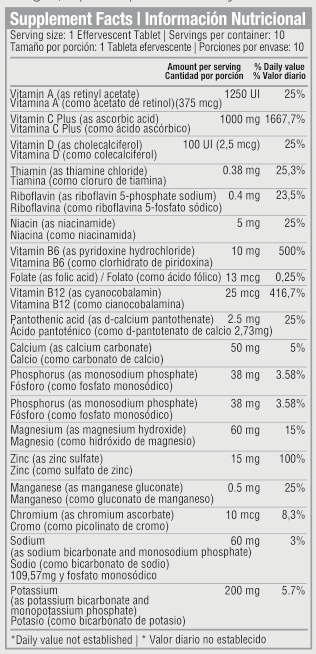 Supplement Facts | Información Nutricional
Serving size: 1 Effervescent Tablet | Servings per container: 10
Tamaño por porción: 1 Tableta efervescente | Porciones por envase: 10
Amount per serving % Daily value
Cantidad por porción % Valor diario
Vitamin A (as retinyl acetate) 1250 UI 25%
Vitamina A (como acetato de retinol)(375 mcg)
Vitamin C Plus (as ascorbic acid) 1000 mg 1667,7%
Vitamina C Plus (como ácido ascórbico)
Vitamin D (as cholecalciferol) 100 UI (2,5 mcg) 25%
Vitamina D (como colecalciferol)
Thiamin (as thiamine chloride) 0.38 mg 25,3%
Tiamina (como cloruro de tiamina)
Riboflavin (as riboflavin 5-phosphate sodium) 0.4 mg 23,5%
Riboflavina (como riboflavina 5-fosfato sódico)
Niacin (as niacinamide) 5 mg 25%
Niacina (como niacinamida)
Vitamin B6 (as pyridoxine hydrochloride) 10 mg 500%
Vitamina B6 (como clorhidrato de piridoxina)
Folate (as folic acid) / Folato (como ácido fólico) 13 mcg 0,25%
Vitamin B12 (as cyanocobalamin) 25 mcg 416,7%
Vitamina B12 (como cianocobalamina)
Pantothenic acid (as d-calcium pantothenate) 2.5 mg 25%
Ácido pantoténico (como d-pantotenato de calcio 2,73mg)
Calcium (as calcium carbonate) 50 mg 5%
Calcio (como carbonato de calcio)
Phosphorus (as monosodium phosphate) 38 mg 3.58%
Fósforo (como fosfato monosódico)
Phosphorus (as monosodium phosphate) 38 mg 3.58%
Fósforo (como fosfato monosódico)
Magnesium (as magnesium hydroxide) 60 mg 15%
Magnesio (como hidróxido de magnesio)
Zinc (as zinc sulfate) 15 mg 100%
Zinc (como sulfato de zinc)
Manganese (as manganese gluconate) 0.5 mg 25%
Manganeso (como gluconato de manganeso)
Chromium (as chromium ascorbate) 10 mcg 8,3%
Cromo (como picolinato de cromo)
Sodium 60 mg 3%
(as sodium bicarbonate and monosodium phosphate)
Sodio (como bicarbonato de sodio)
109,57mg y fosfato monosódico
Potassium 200 mg 5.7%
(as potassium bicarbonate and
monopotassium phosphate)
Potasio (como bicarbonato de potasio)
*Daily value not established | * Valor diario no establecido